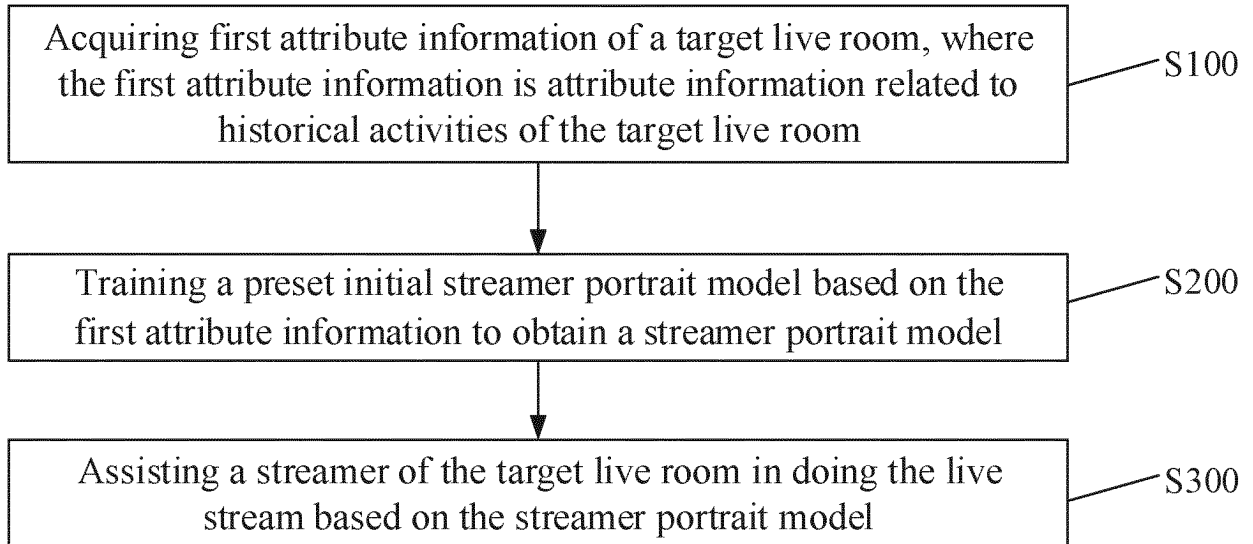 Acquiring first attribute information of a target live room, where
the first attribute information is attribute information related to
historical activities of the target live room
S100
Training a preset initial streamer portrait model based on the
first attribute information to obtain a streamer portrait model
S200
Assisting a streamer of the target live room in doing the live
stream based on the streamer portrait model
S300